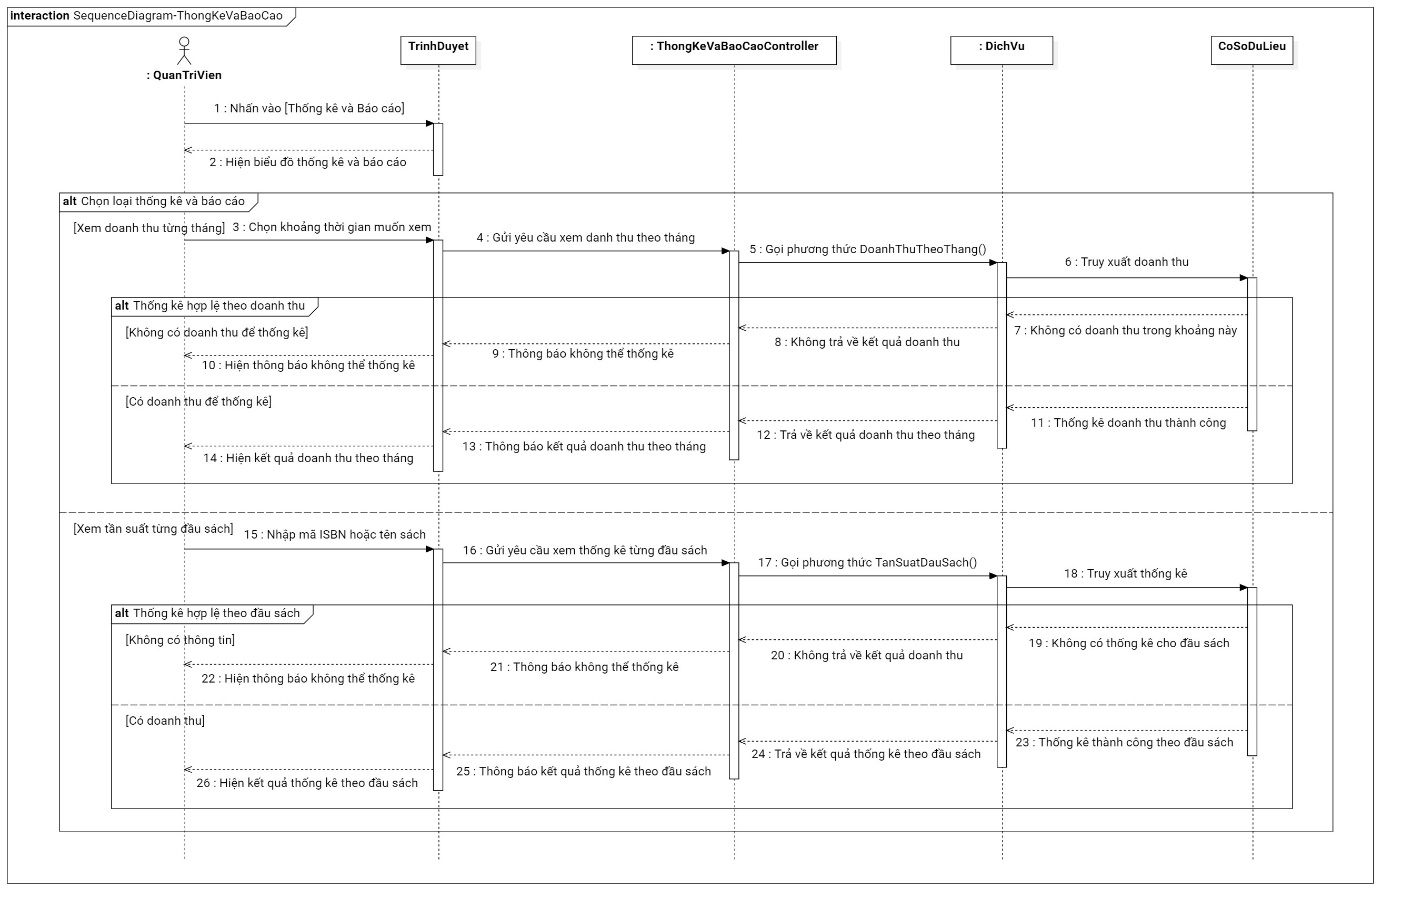 interaction SequenceDiagram-ThongKeVaBaoCao
: QuanTriVien
TrinhDuyet
: ThongKeVaBaoCaoController
: DichVu
CoSoDuLieu
1 : Nhấn vào [Thống kê và Báo cáo]
2 : Hiện biểu đồ thống kê và báo cáo
alt Chọn loại thống kê và báo cáo
[Xem doanh thu từng tháng]
3 : Chọn khoảng thời gian muốn xem
4 : Gửi yêu cầu xem danh thu theo tháng
5 : Gọi phương thức DoanhThuTheoThang()
6 : Truy xuất doanh thu
alt Thống kê hợp lệ theo doanh thu
[Không có doanh thu để thống kê]
7 : Không có doanh thu trong khoảng này
8 : Không trả về kết quả doanh thu
9 : Thông báo không thể thống kê
10 : Hiện thông báo không thể thống kê
[Có doanh thu để thống kê]
11 : Thống kê doanh thu thành công
12 : Trả về kết quả doanh thu theo tháng
13 : Thông báo kết quả doanh thu theo tháng
14 : Hiện kết quả doanh thu theo tháng
[Xem tần suất từng đầu sách]
15 : Nhập mã ISBN hoặc tên sách
16 : Gửi yêu cầu xem thống kê từng đầu sách
17 : Gọi phương thức TanSuatDauSach()
18 : Truy xuất thống kê
alt Thống kê hợp lệ theo đầu sách
[Không có thông tin]
19 : Không có thống kê cho đầu sách
20 : Không trả về kết quả doanh thu
21 : Thông báo không thể thống kê
22 : Hiện thông báo không thể thống kê
[Có doanh thu]
23 : Thống kê thành công theo đầu sách
24 : Trả về kết quả thống kê theo đầu sách
25 : Thông báo kết quả thống kê theo đầu sách
26 : Hiện kết quả thống kê theo đầu sách